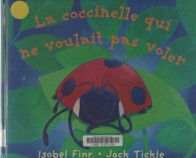 La coccinelle qui
ne voulait pas voler
Isobel Finn • Jack Tickle